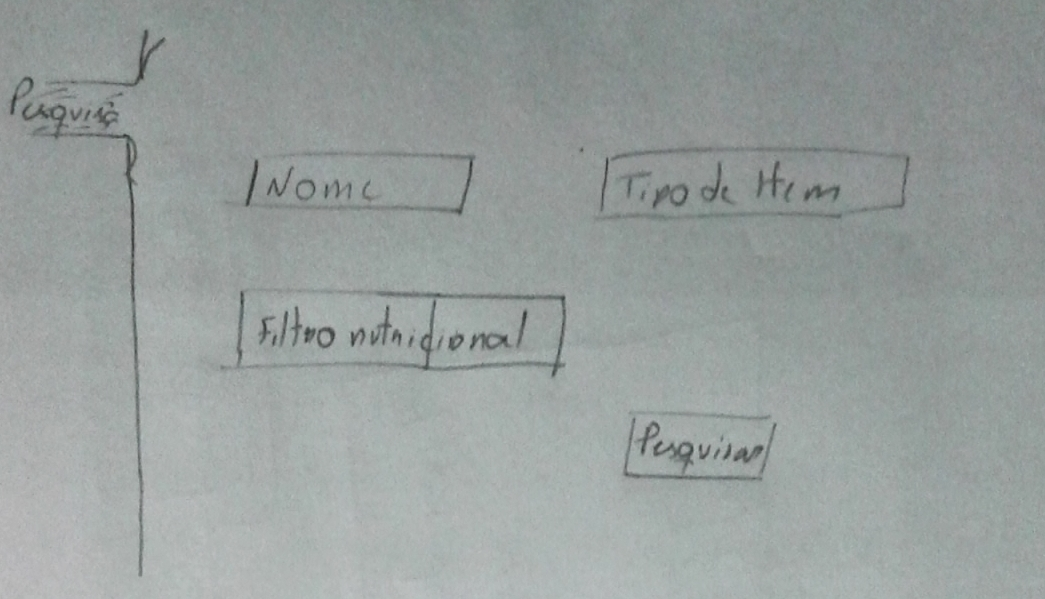 Pesquisa
Nome
Tipo de Item
Filtro nutricional
Pesquisar